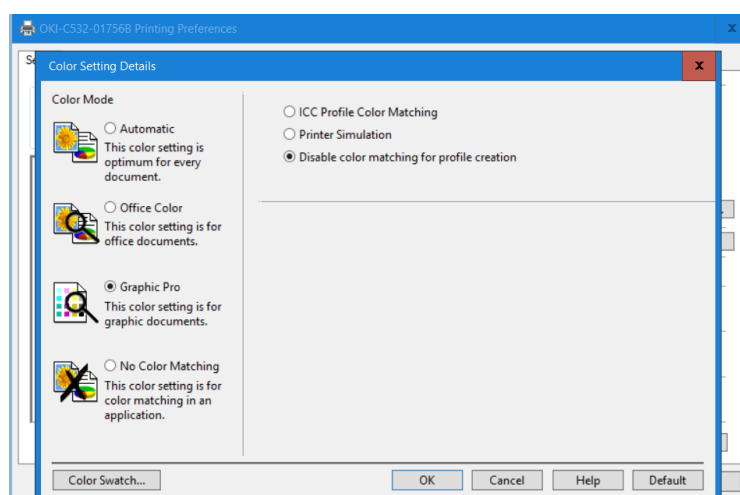 OKI-C532-01756B Printing Preferences
x
Color Setting Details
x
Color Mode
Automatic
This color setting is
optimum for every
document.
Office Color
This color setting is for
office documents.
Graphic Pro
This color setting is for
graphic documents.
No Color Matching
This color setting is for
color matching in an
application.
ICC Profile Color Matching
Printer Simulation
Disable color matching for profile creation
Color Swatch...
OK
Cancel
Help
Default